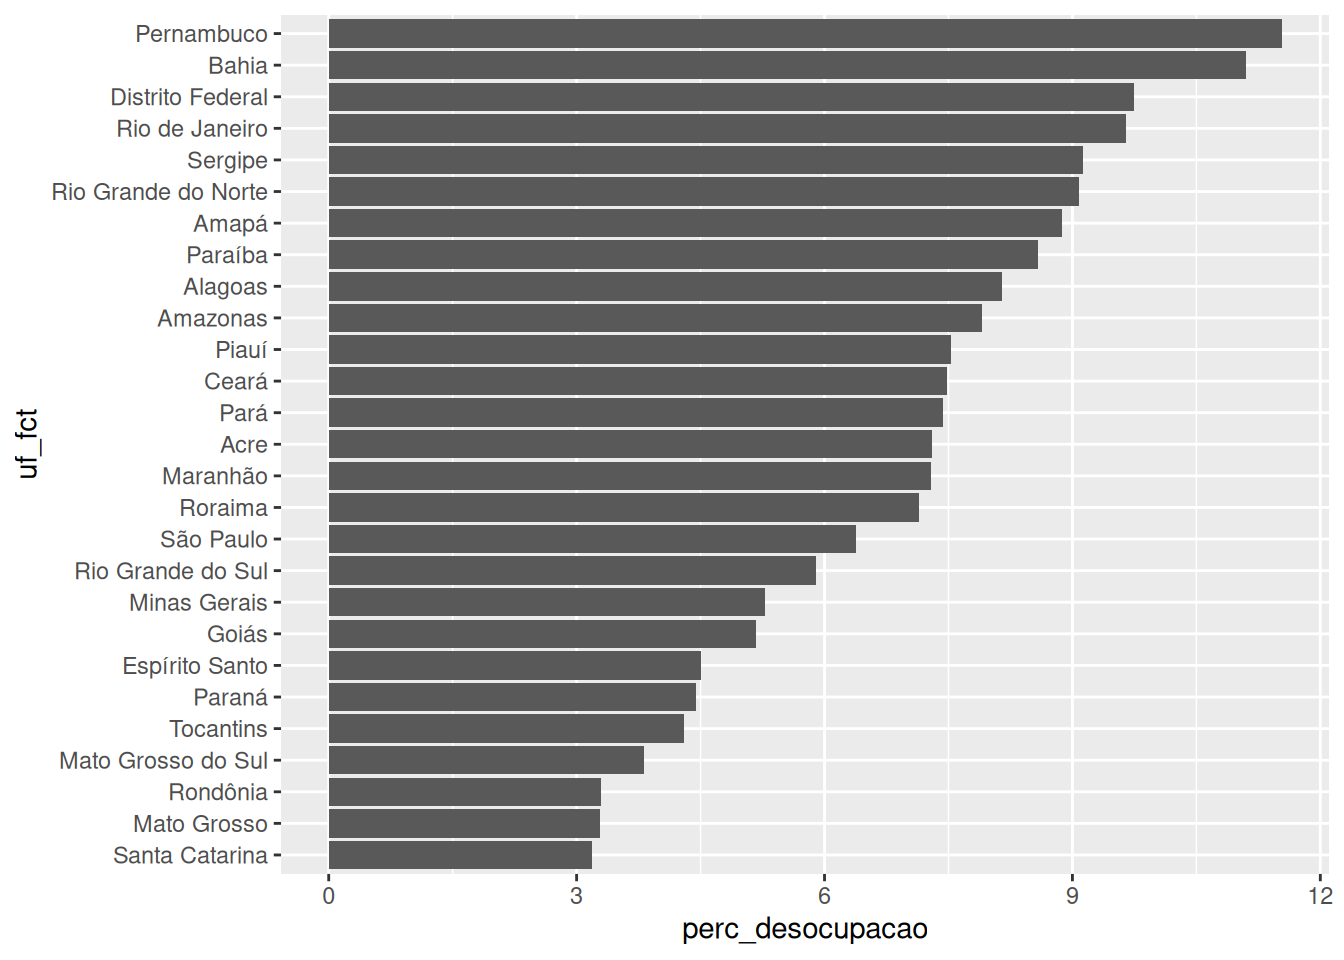 Pernambuco
Bahia
Distrito Federal
Rio de Janeiro
Sergipe
Rio Grande do Norte
Amapá
Paraíba
Alagoas
Amazonas
Piauí
Ceará
Pará
Acre
Maranhão
Roraima
São Paulo
Rio Grande do Sul
Minas Gerais
Goiás
Espírito Santo
Paraná
Tocantins
Mato Grosso do Sul
Rondônia
Mato Grosso
Santa Catarina
uf_fct
0 3 6 9 12
perc_desocupacao